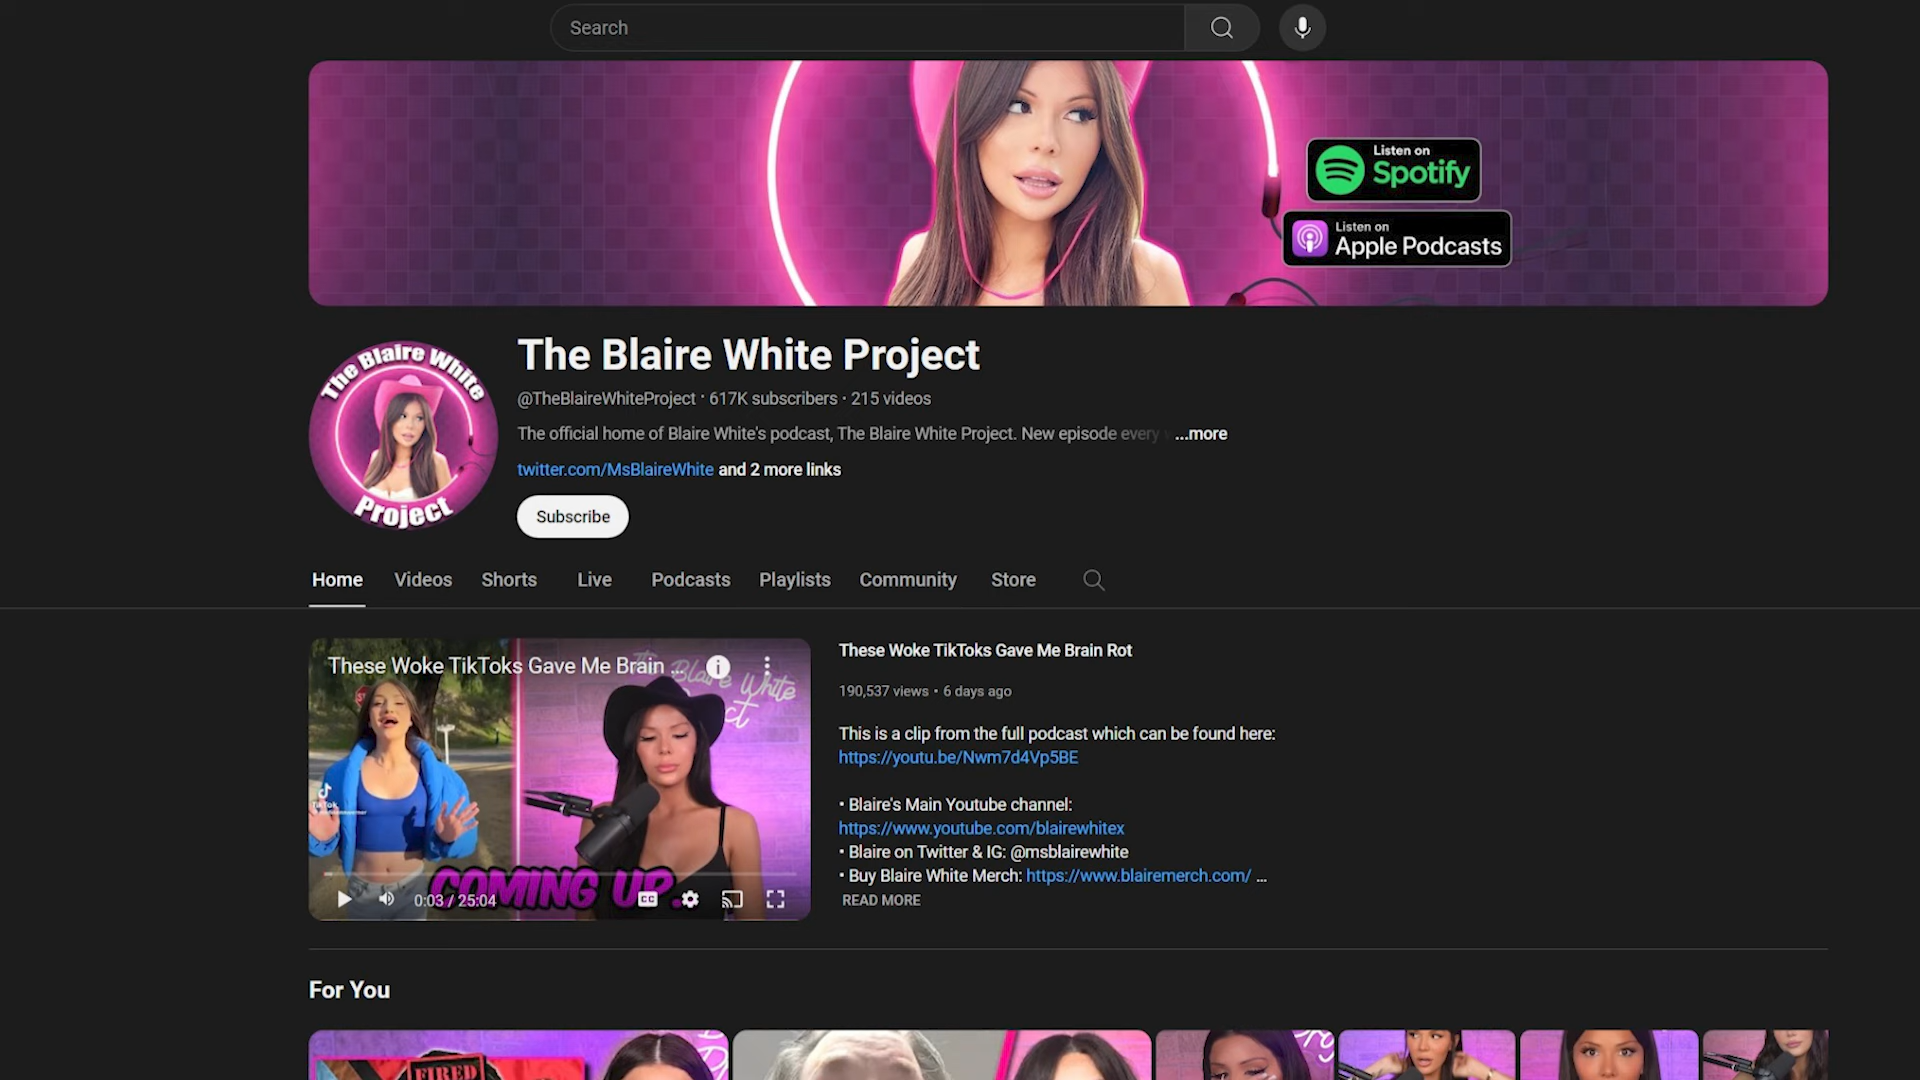 Search
Listen on
Spotify
Listen on
Apple Podcasts
The Blaire White
Project
The Blaire White Project
@TheBlaireWhiteProject · 617K subscribers · 215 videos
The official home of Blaire White's podcast, The Blaire White Project. New episode every ...more
twitter.com/MsBlaireWhite and 2 more links
Subscribe
Home Videos Shorts Live Podcasts Playlists Community Store
These Woke TikToks Gave Me Brain ...
Blaire White
TikTok
COMING UP.
0:03 / 25:04
CC
These Woke TikToks Gave Me Brain Rot
190,537 views • 6 days ago
This is a clip from the full podcast which can be found here:
https://youtu.be/Nwm7d4Vp5BE
• Blaire's Main Youtube channel:
https://www.youtube.com/blairewhitex
• Blaire on Twitter & IG: @msblairewhite
• Buy Blaire White Merch: https://www.blairemerch.com/ ...
READ MORE
For You
FIRED